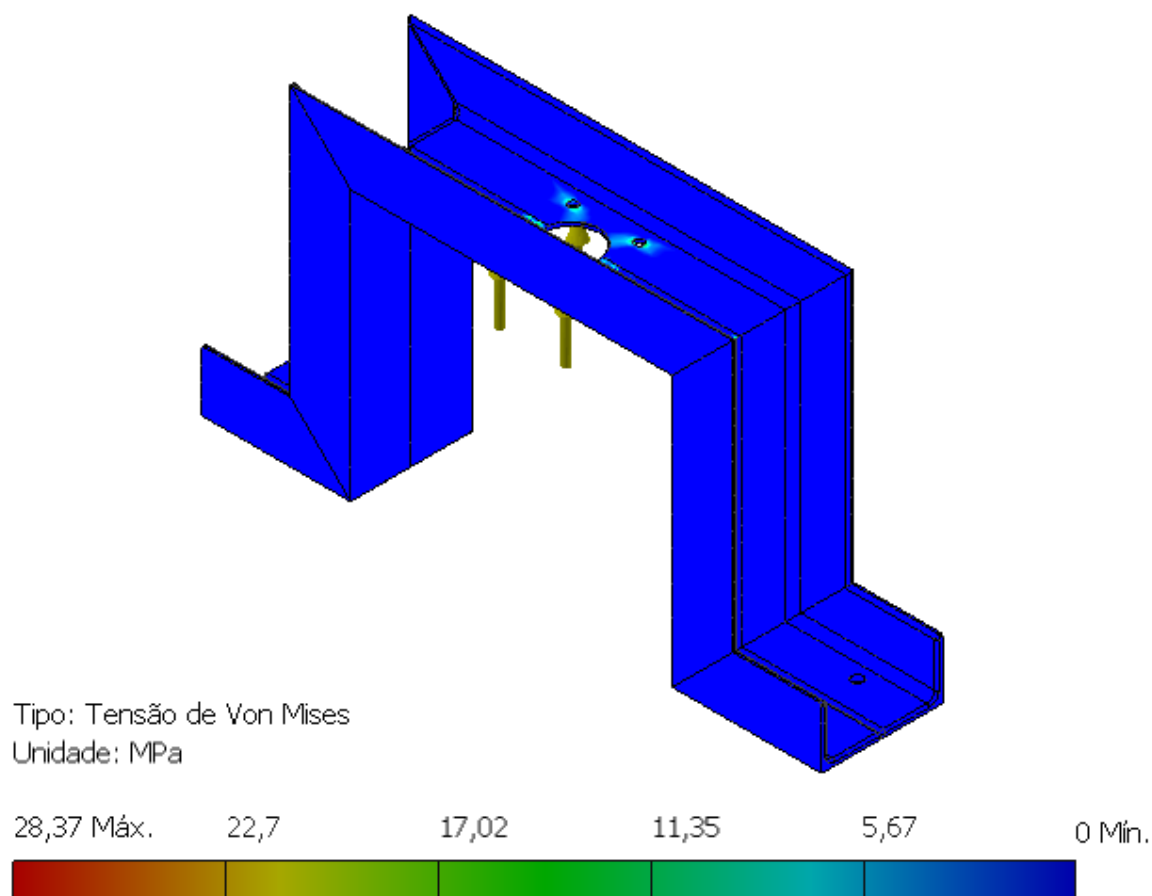 Tipo: Tensão de Von Mises
Unidade: MPa
28,37 Máx. 22,7 17,02 11,35 5,67 0 Mín.